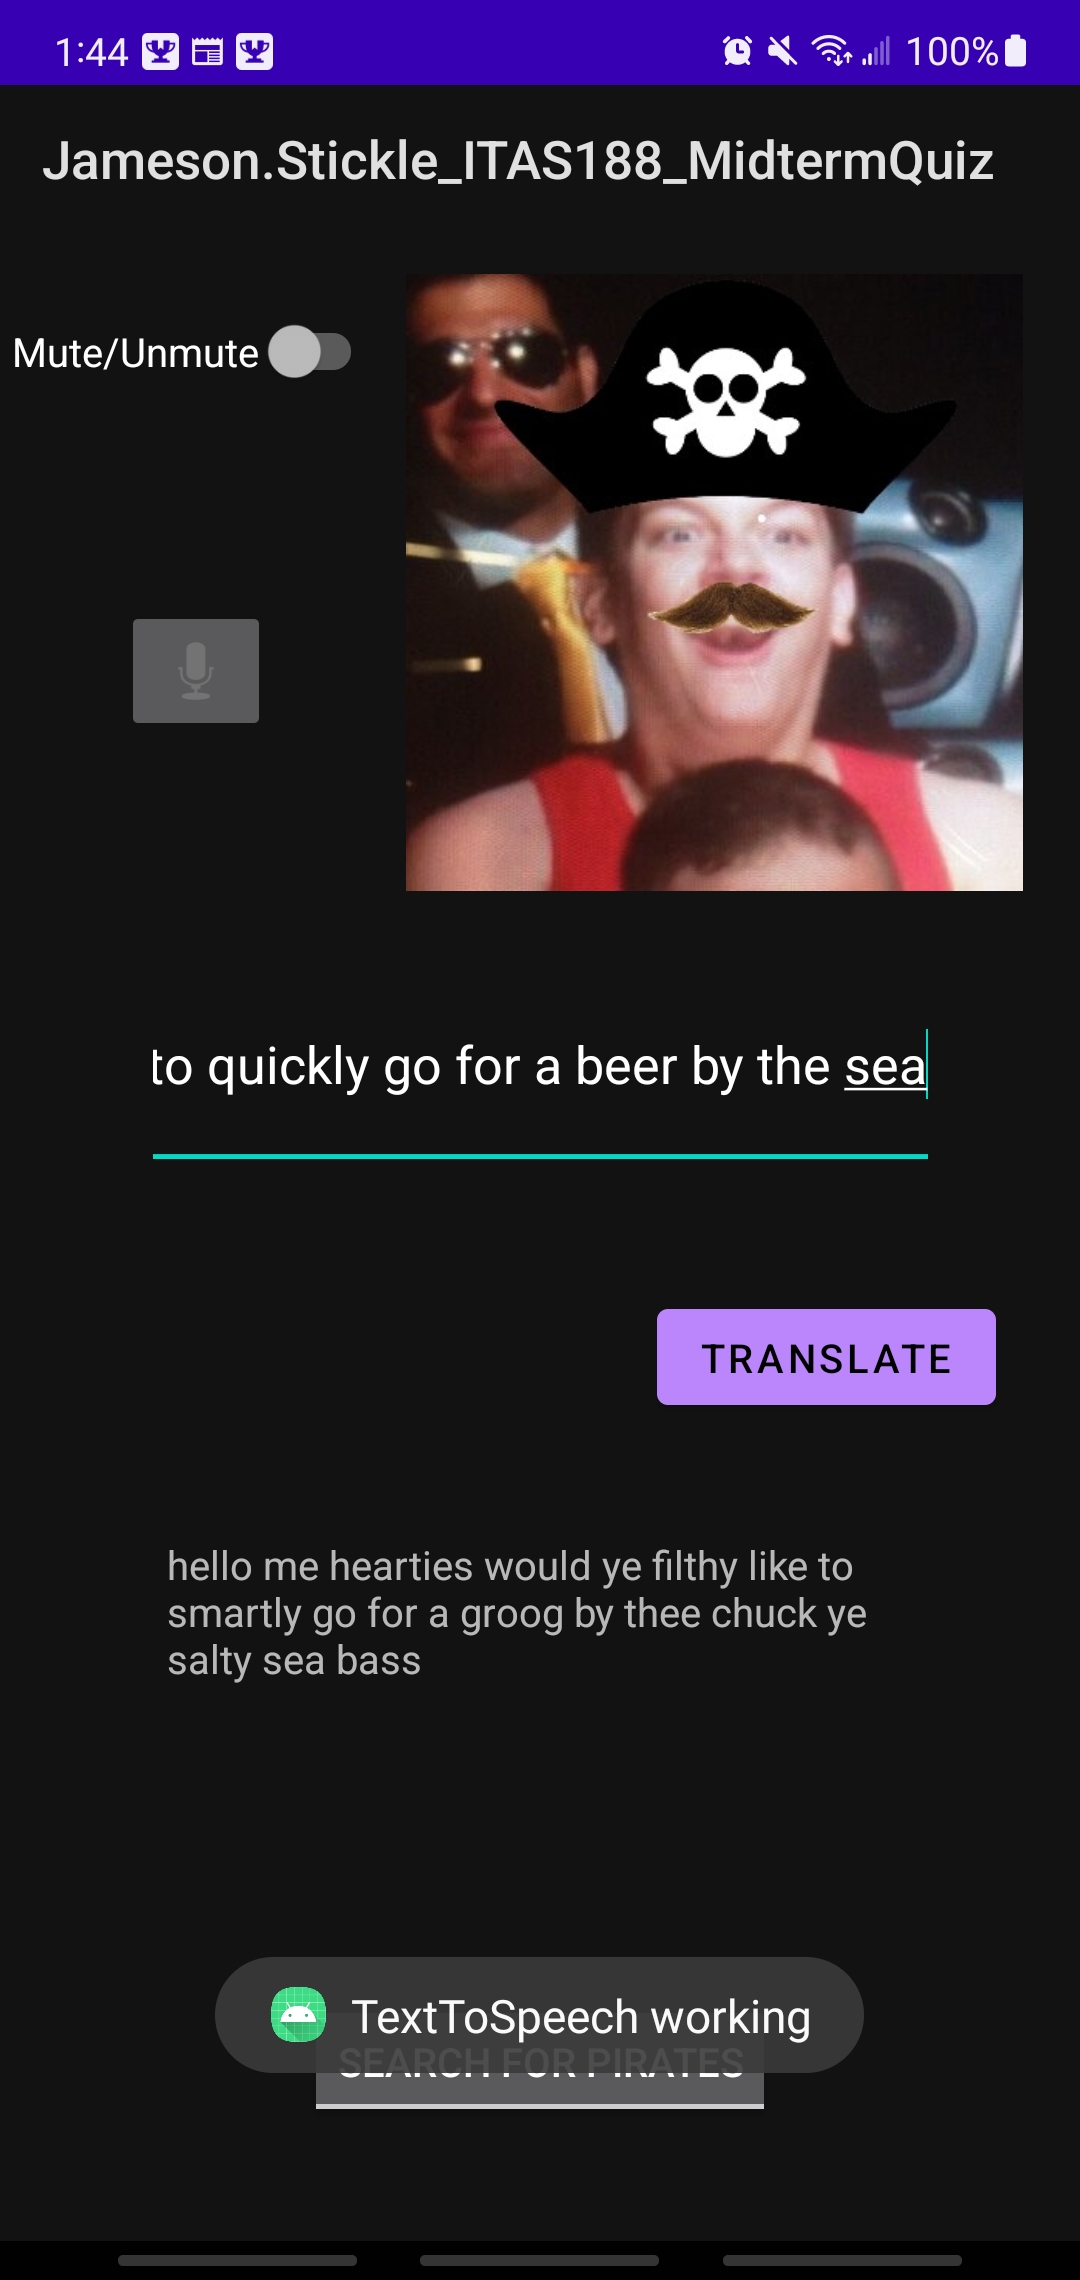 1:44 100%
Jameson.Stickle_ITAS188_MidtermQuiz
Mute/Unmute
to quickly go for a beer by the sea
TRANSLATE
hello me hearties would ye filthy like to
smartly go for a groog by thee chuck ye
salty sea bass
TextToSpeech working
SEARCH FOR PIRATES